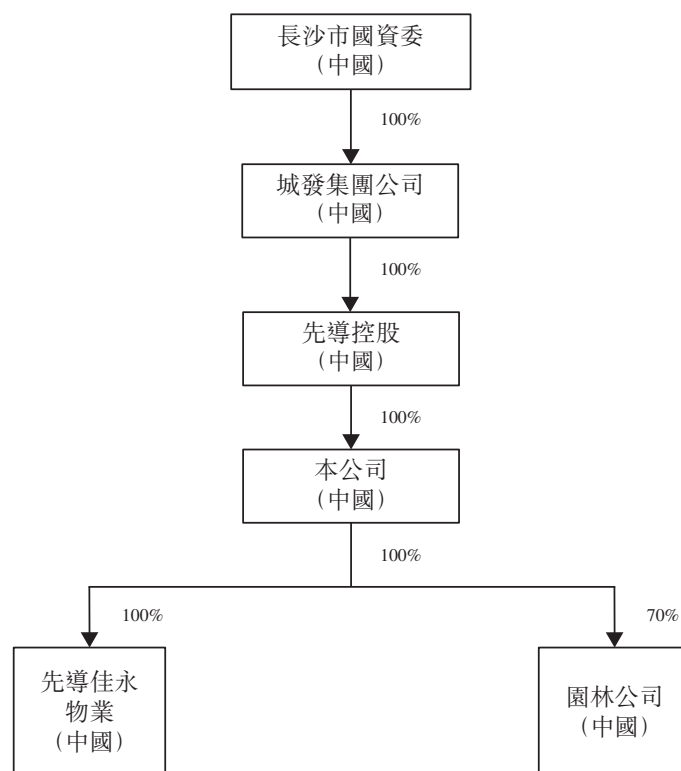 長沙市國資委
（中國）
100%
城發集團公司
（中國）
100%
先導控股
（中國）
100%
本公司
（中國）
100%
100%
70%
先導佳永
物業
（中國）
園林公司
（中國）